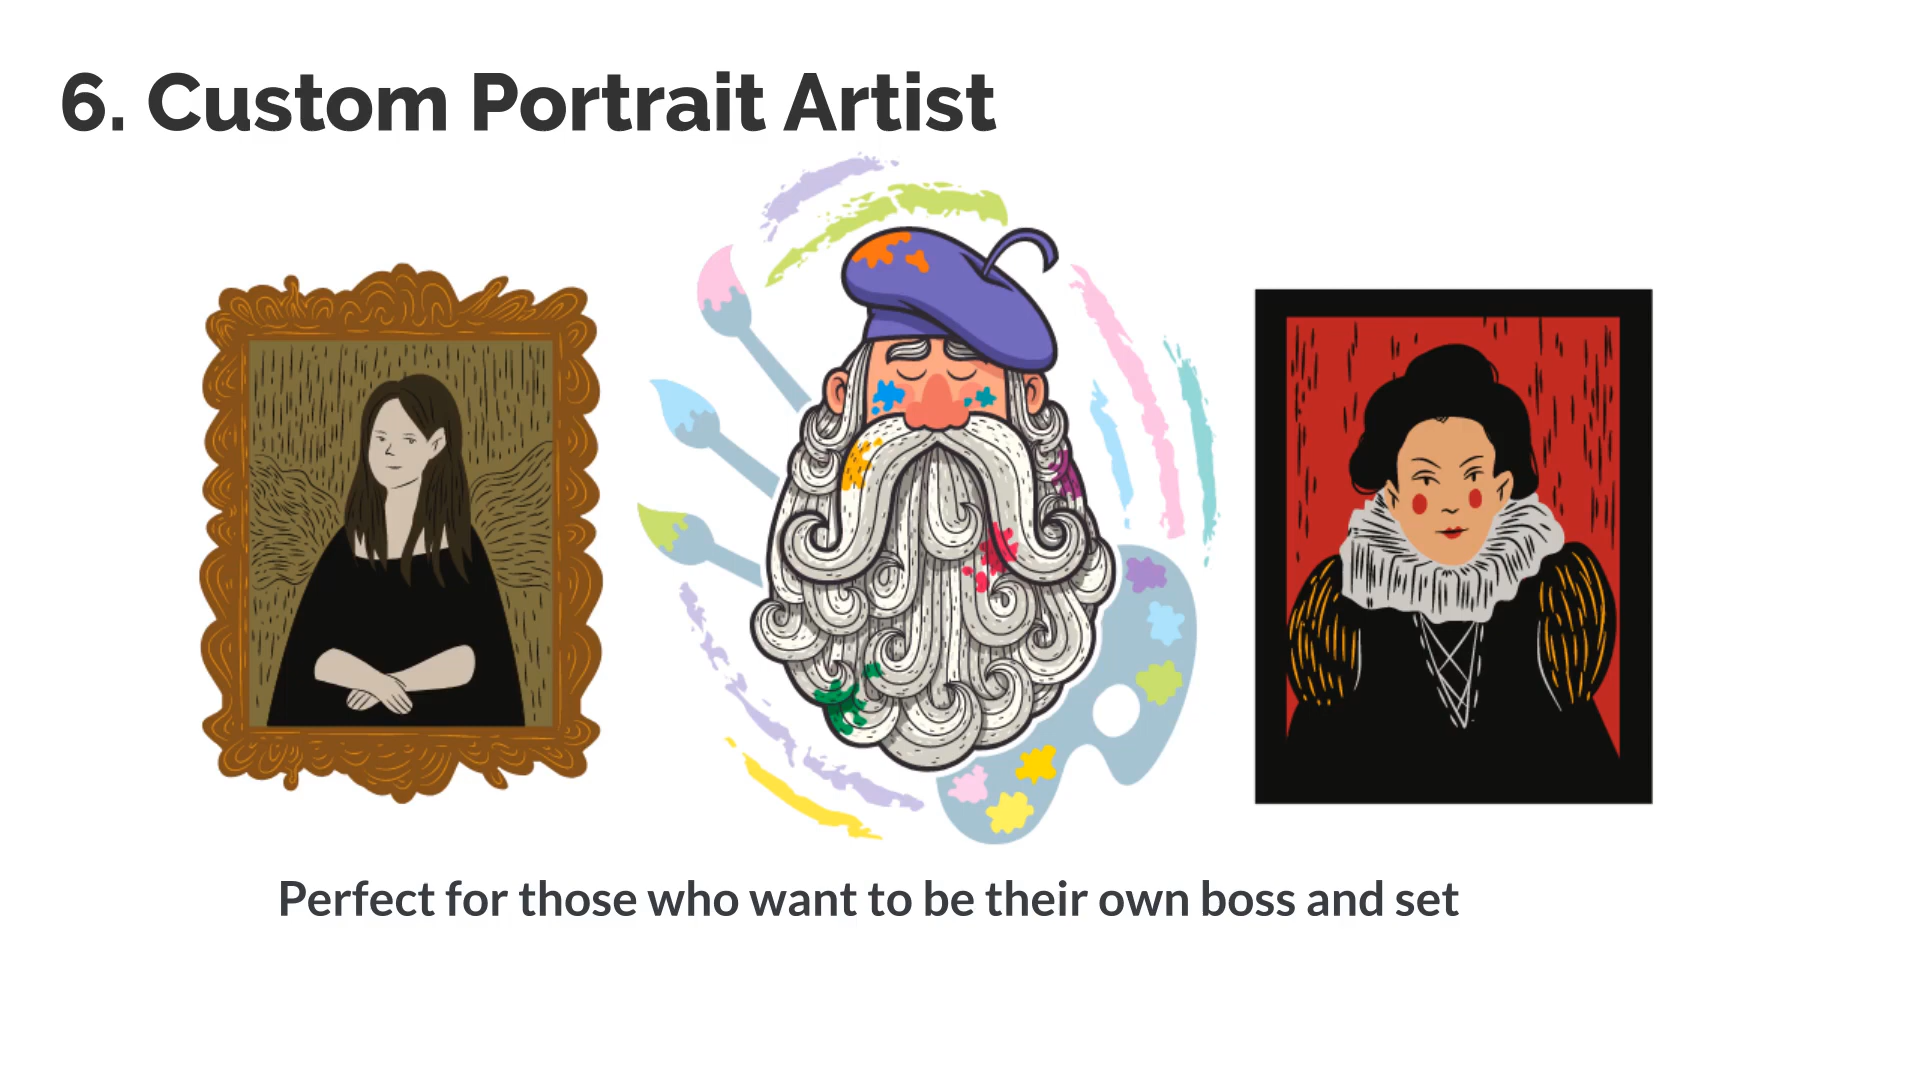 6. Custom Portrait Artist
Perfect for those who want to be their own boss and set